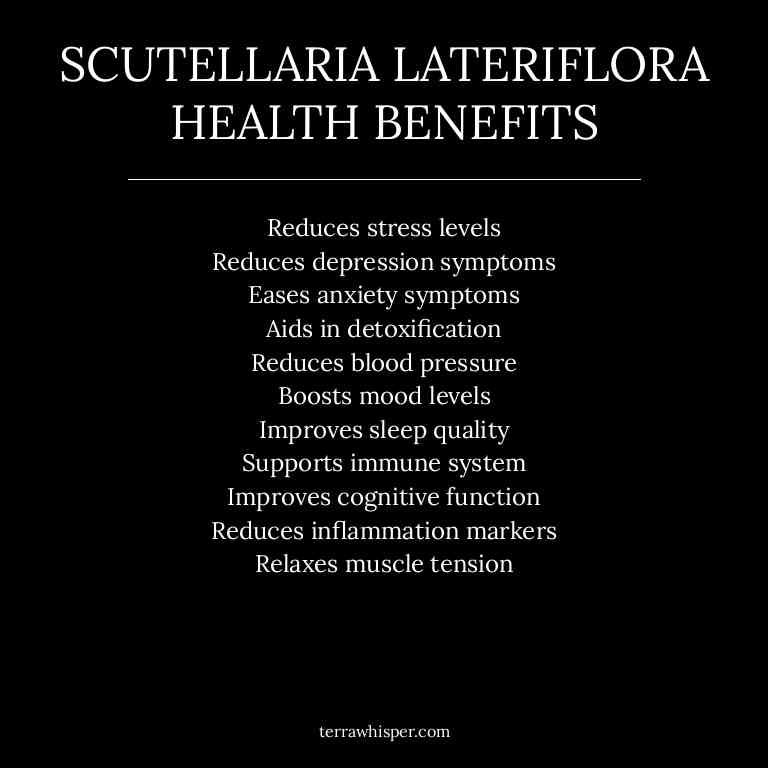 SCUTELLARIA LATERIFLORA
HEALTH BENEFITS
Reduces stress levels
Reduces depression symptoms
Eases anxiety symptoms
Aids in detoxification
Reduces blood pressure
Boosts mood levels
Improves sleep quality
Supports immune system
Improves cognitive function
Reduces inflammation markers
Relaxes muscle tension
terrawhisper.com